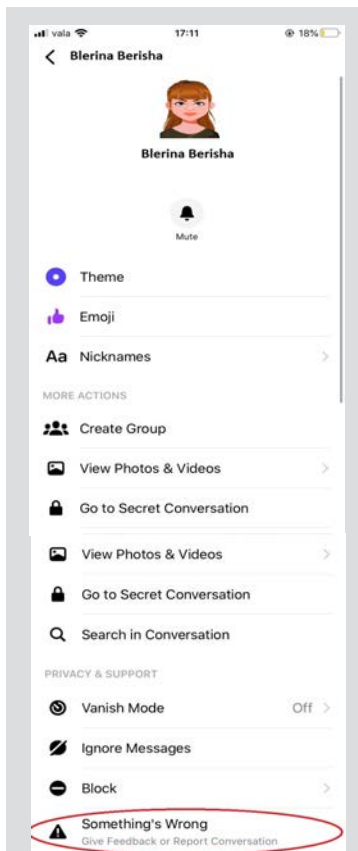 vala 17:11 18%
Blerina Berisha
Blerina Berisha
Mute
Theme
Emoji
Aa Nicknames
MORE ACTIONS
Create Group
View Photos & Videos
Go to Secret Conversation
View Photos & Videos
Go to Secret Conversation
Search in Conversation
PRIVACY & SUPPORT
Vanish Mode Off
Ignore Messages
Block
Something's Wrong
Give Feedback or Report Conversation